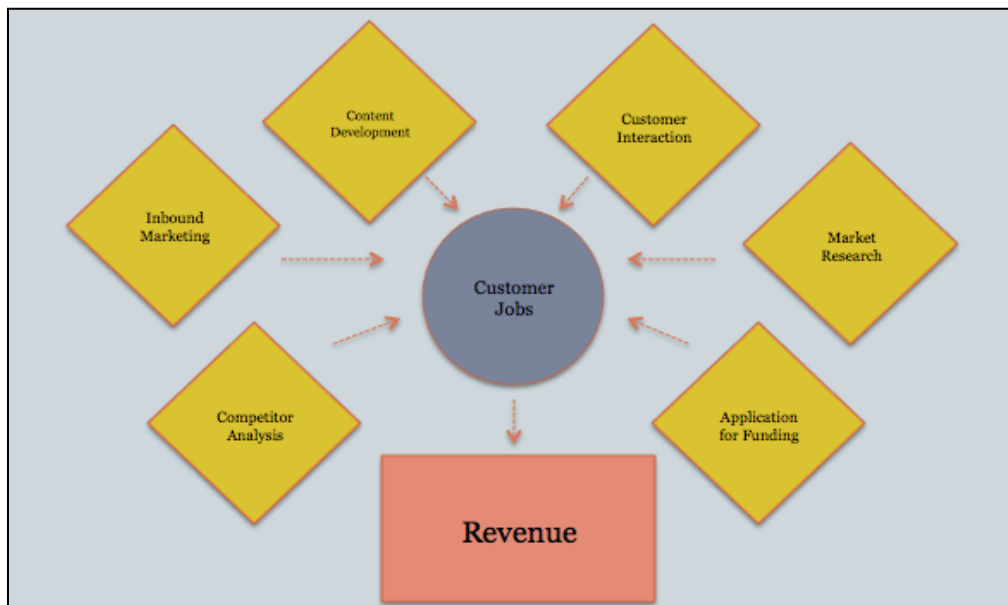 Content
Development
Customer
Interaction
Inbound
Marketing
Market
Research
Customer
Jobs
Competitor
Analysis
Application
for Funding
Revenue